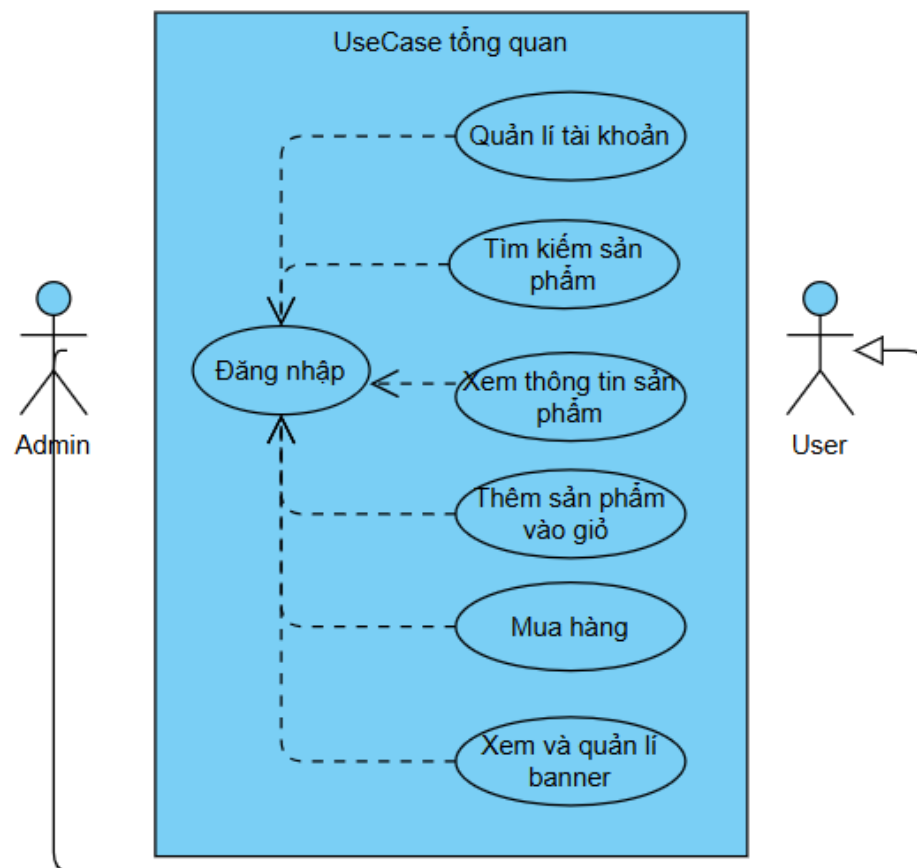 UseCase tổng quan
Quản lí tài khoản
Tìm kiếm sản
phẩm
Đăng nhập
Xem thông tin sản
phẩm
Admin
User
Thêm sản phẩm
vào giỏ
Mua hàng
Xem và quản lí
banner